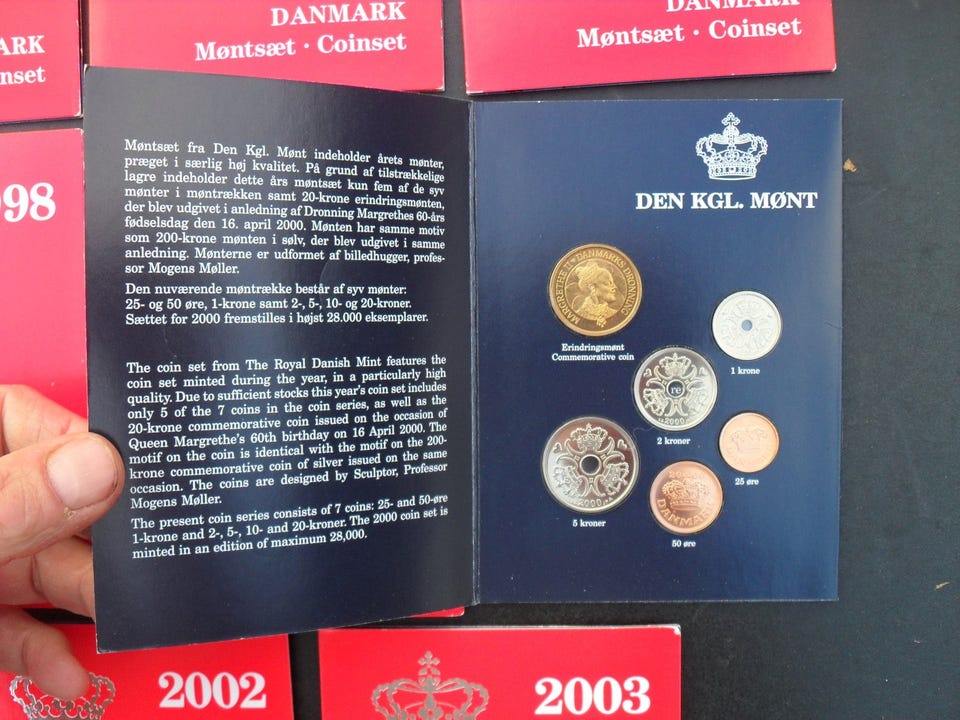 ARK
nset
DANMARK
Møntsæt · Coinset
DANMARK
Møntsæt · Coinset
98
Møntsæt fra Den Kgl. Mønt indeholder årets mønter,
præget i særlig høj kvalitet. På grund af tilstrækkelige
lagre indeholder dette års møntsæt kun fem af de syv
mønter i møntrækken samt 20-krone erindringsmønten,
der blev udgivet i anledning af Dronning Margrethes 60-års
fødselsdag den 16. april 2000. Mønten har samme motiv
som 200-krone mønten i sølv, der blev udgivet i samme
anledning. Mønterne er udformet af billedhugger, profes-
sor Mogens Møller.
Den nuværende møntrække består af syv mønter:
25- og 50 øre, 1-krone samt 2-, 5-, 10- og 20-kroner.
Sættet for 2000 fremstilles i højst 28.000 eksemplarer.
The coin set from The Royal Danish Mint features the
coin set minted during the year, in a particularly high
quality. Due to sufficient stocks this year's coin set includes
only 5 of the 7 coins in the coin series, as well as the
20-krone commemorative coin issued on the occasion of
Queen Margrethe's 60th birthday on 16 April 2000. The
motif on the coin is identical with the motif on the 200-
krone commemorative coin of silver issued on the same
occasion. The coins are designed by Sculptor, Professor
Mogens Møller.
The present coin series consists of 7 coins: 25- and 50-øre
1-krone and 2-, 5-, 10- and 20-kroner. The 2000 coin set is
minted in an edition of maximum 28,000.
DEN KGL. MØNT
MARGRETHE II DANMARKS DRONNING
Erindringsmønt
Commemorative coin
1 krone
2000
2 kroner
25 øre
2000
5 kroner
DANMARK
50 øre
2002
2003